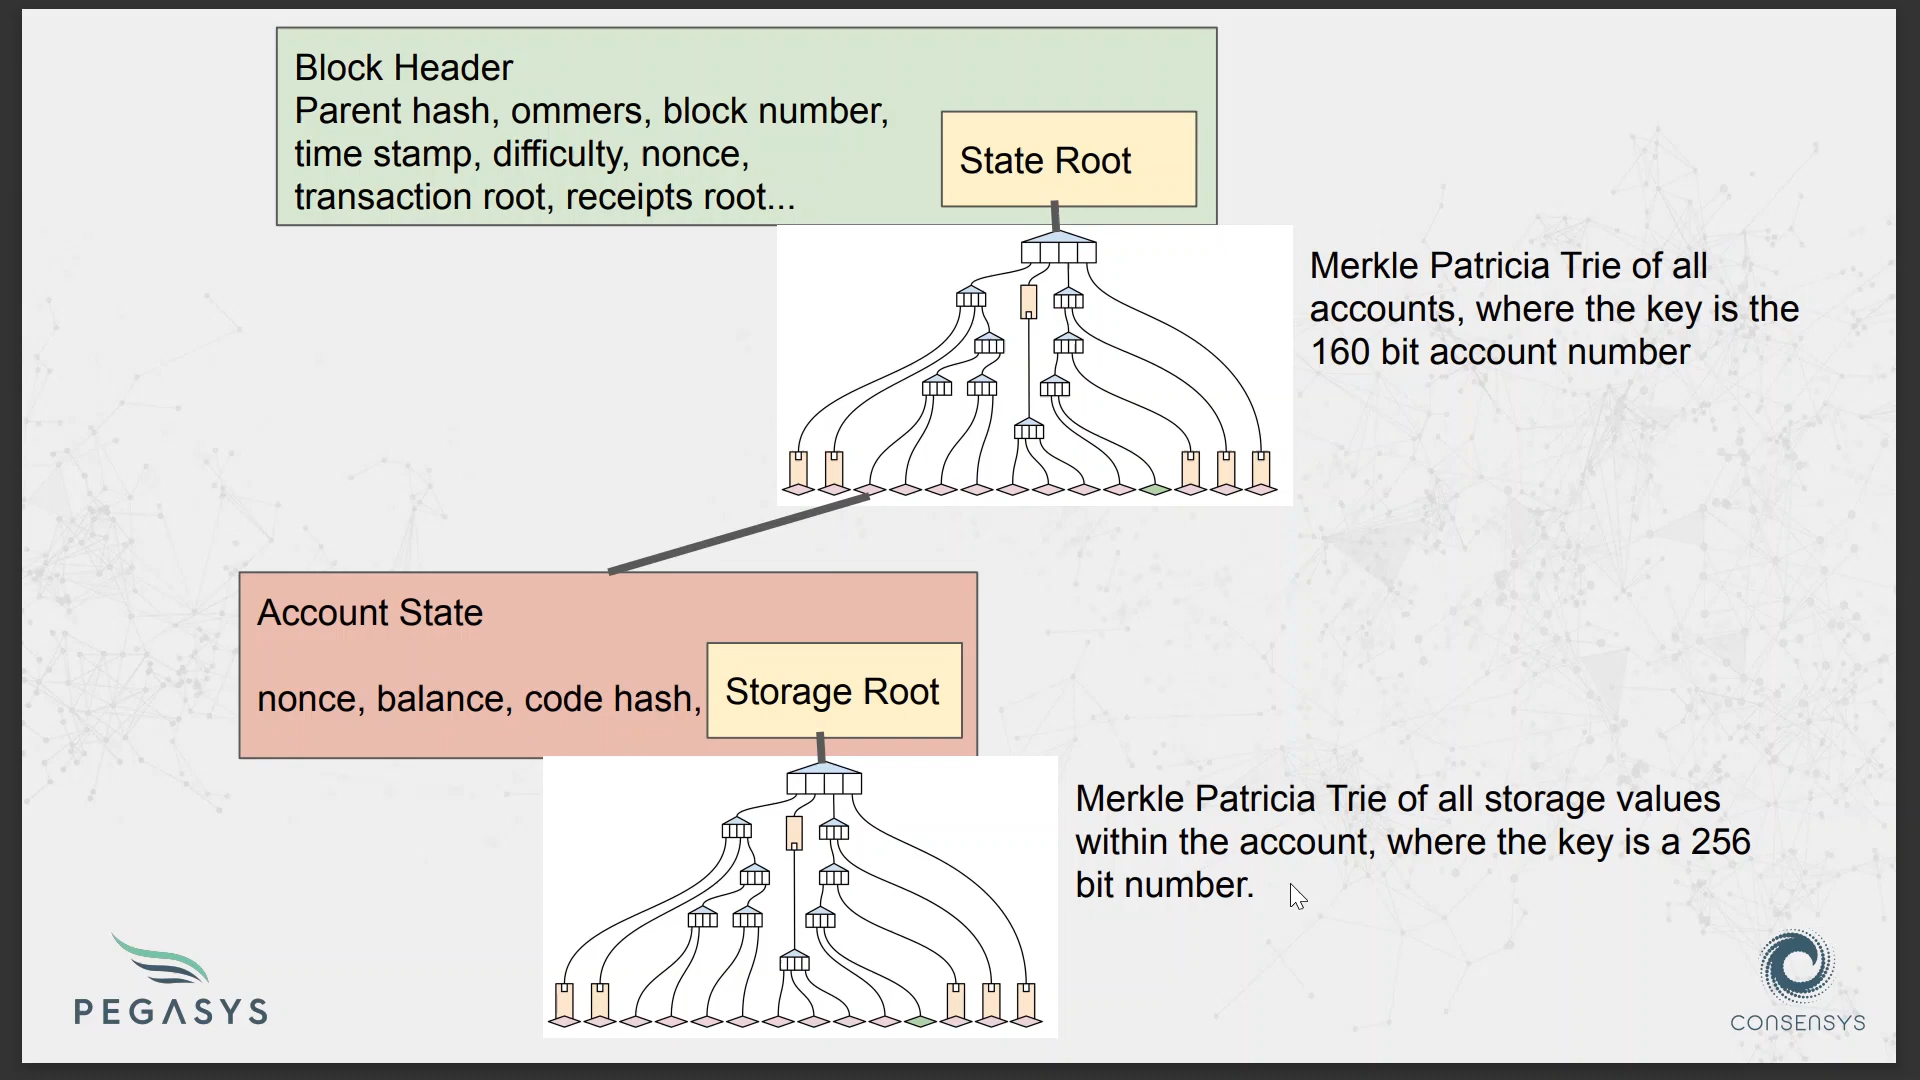 Block Header
Parent hash, ommers, block number,
time stamp, difficulty, nonce,
transaction root, receipts root...
State Root
Merkle Patricia Trie of all
accounts, where the key is the
160 bit account number
Account State
nonce, balance, code hash,
Storage Root
Merkle Patricia Trie of all storage values
within the account, where the key is a 256
bit number.
PEGASYS
CONSENSYS